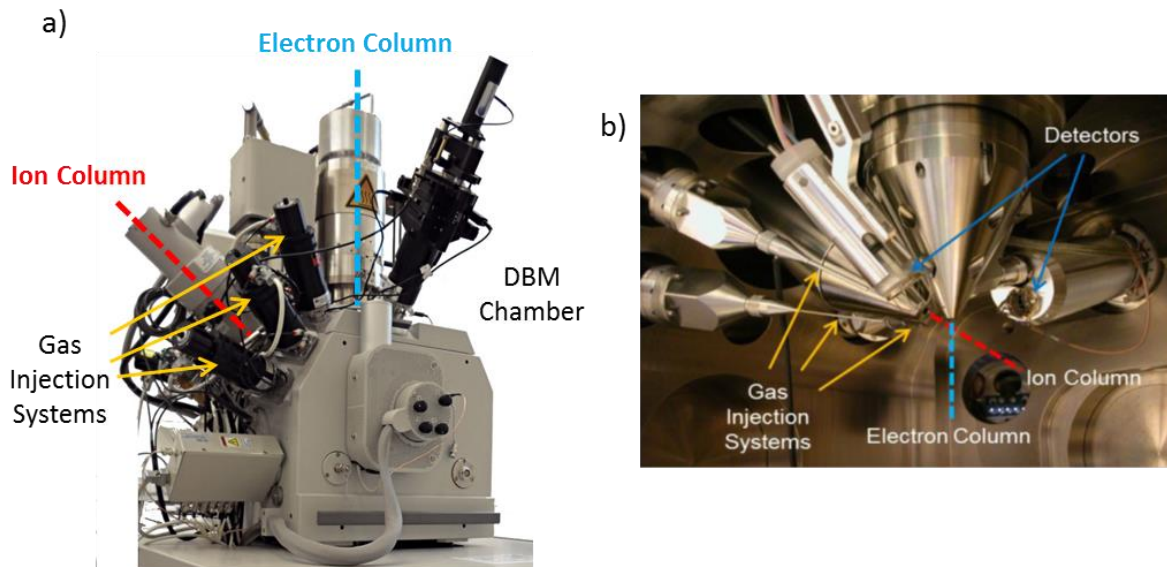 a)
Electron Column
Ion Column
Gas
Injection
Systems
DBM
Chamber
b)
Detectors
Gas
Injection
Systems
Ion Column
Electron Column